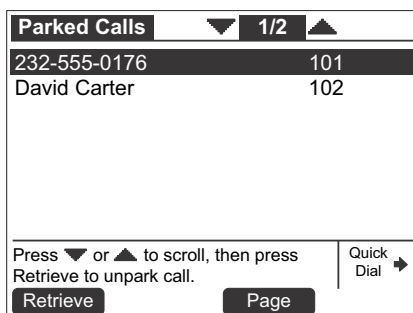 Parked Calls 1/2
232-555-0176 101
David Carter 102
Press ▼ or ▲ to scroll, then press
Retrieve to unpark call.
Quick
Dial
Retrieve Page